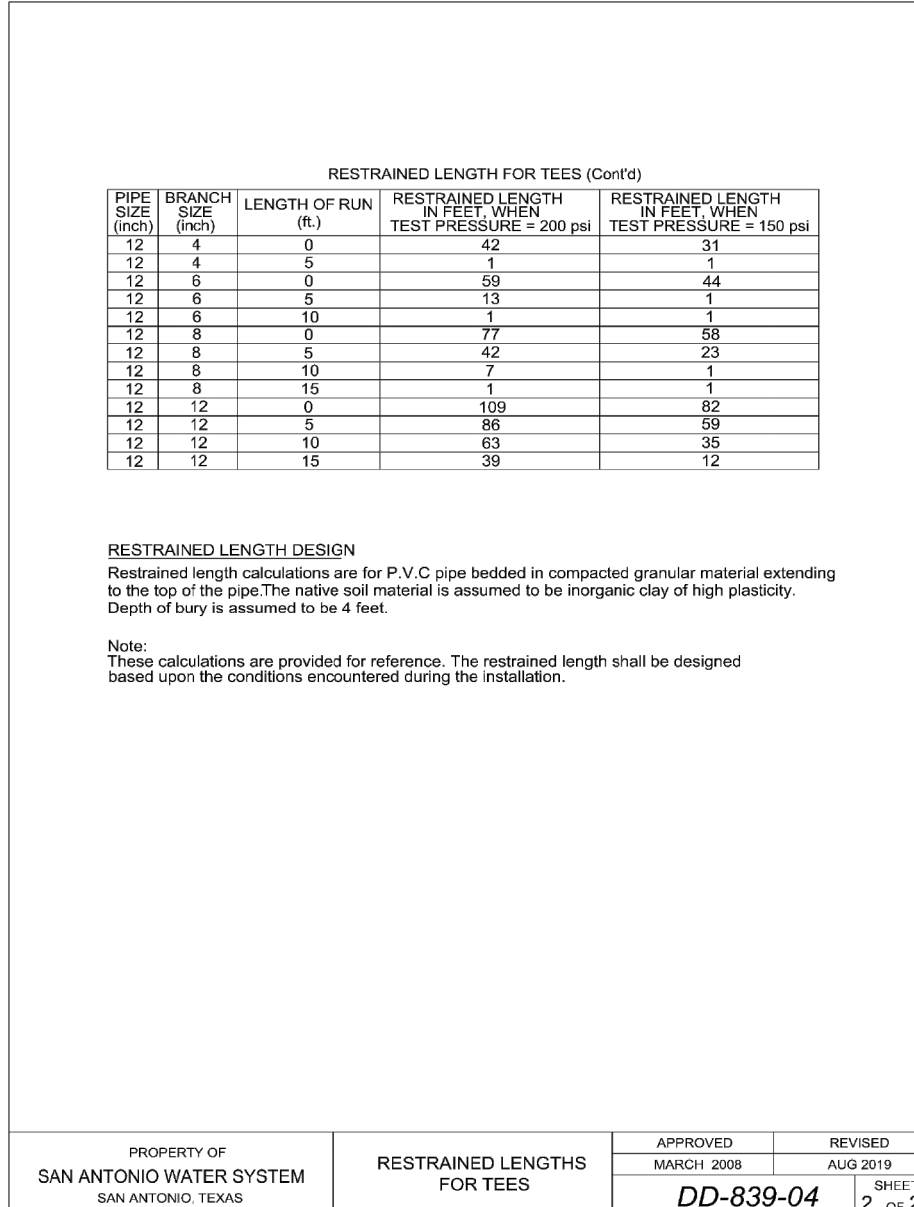 RESTRAINED LENGTH FOR TEES (Cont'd)
PIPE SIZE (inch) BRANCH SIZE (inch) LENGTH OF RUN (ft.) RESTRAINED LENGTH IN FEET, WHEN TEST PRESSURE = 200 psi RESTRAINED LENGTH IN FEET, WHEN TEST PRESSURE = 150 psi
12 4 0 42 31
12 4 5 1 1
12 6 0 59 44
12 6 5 13 1
12 6 10 1 1
12 8 0 77 58
12 8 5 42 23
12 8 10 7 1
12 8 15 1 1
12 12 0 109 82
12 12 5 86 59
12 12 10 63 35
12 12 15 39 12
RESTRAINED LENGTH DESIGN
Restrained length calculations are for P.V.C pipe bedded in compacted granular material extending
to the top of the pipe.The native soil material is assumed to be inorganic clay of high plasticity.
Depth of bury is assumed to be 4 feet.
Note:
These calculations are provided for reference. The restrained length shall be designed
based upon the conditions encountered during the installation.
PROPERTY OF
SAN ANTONIO WATER SYSTEM
SAN ANTONIO, TEXAS
RESTRAINED LENGTHS
FOR TEES
APPROVED REVISED
MARCH 2008 AUG 2019
DD-839-04
SHEET
2 OF 2